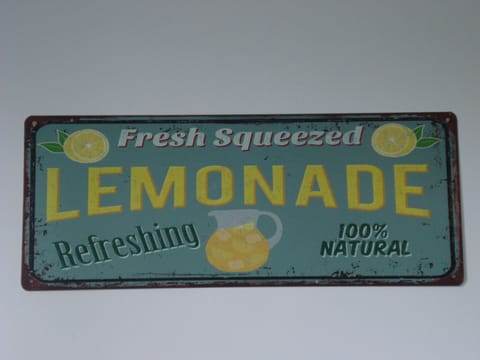 Fresh Squeezed
LEMONADE
Refreshing
100%
NATURAL